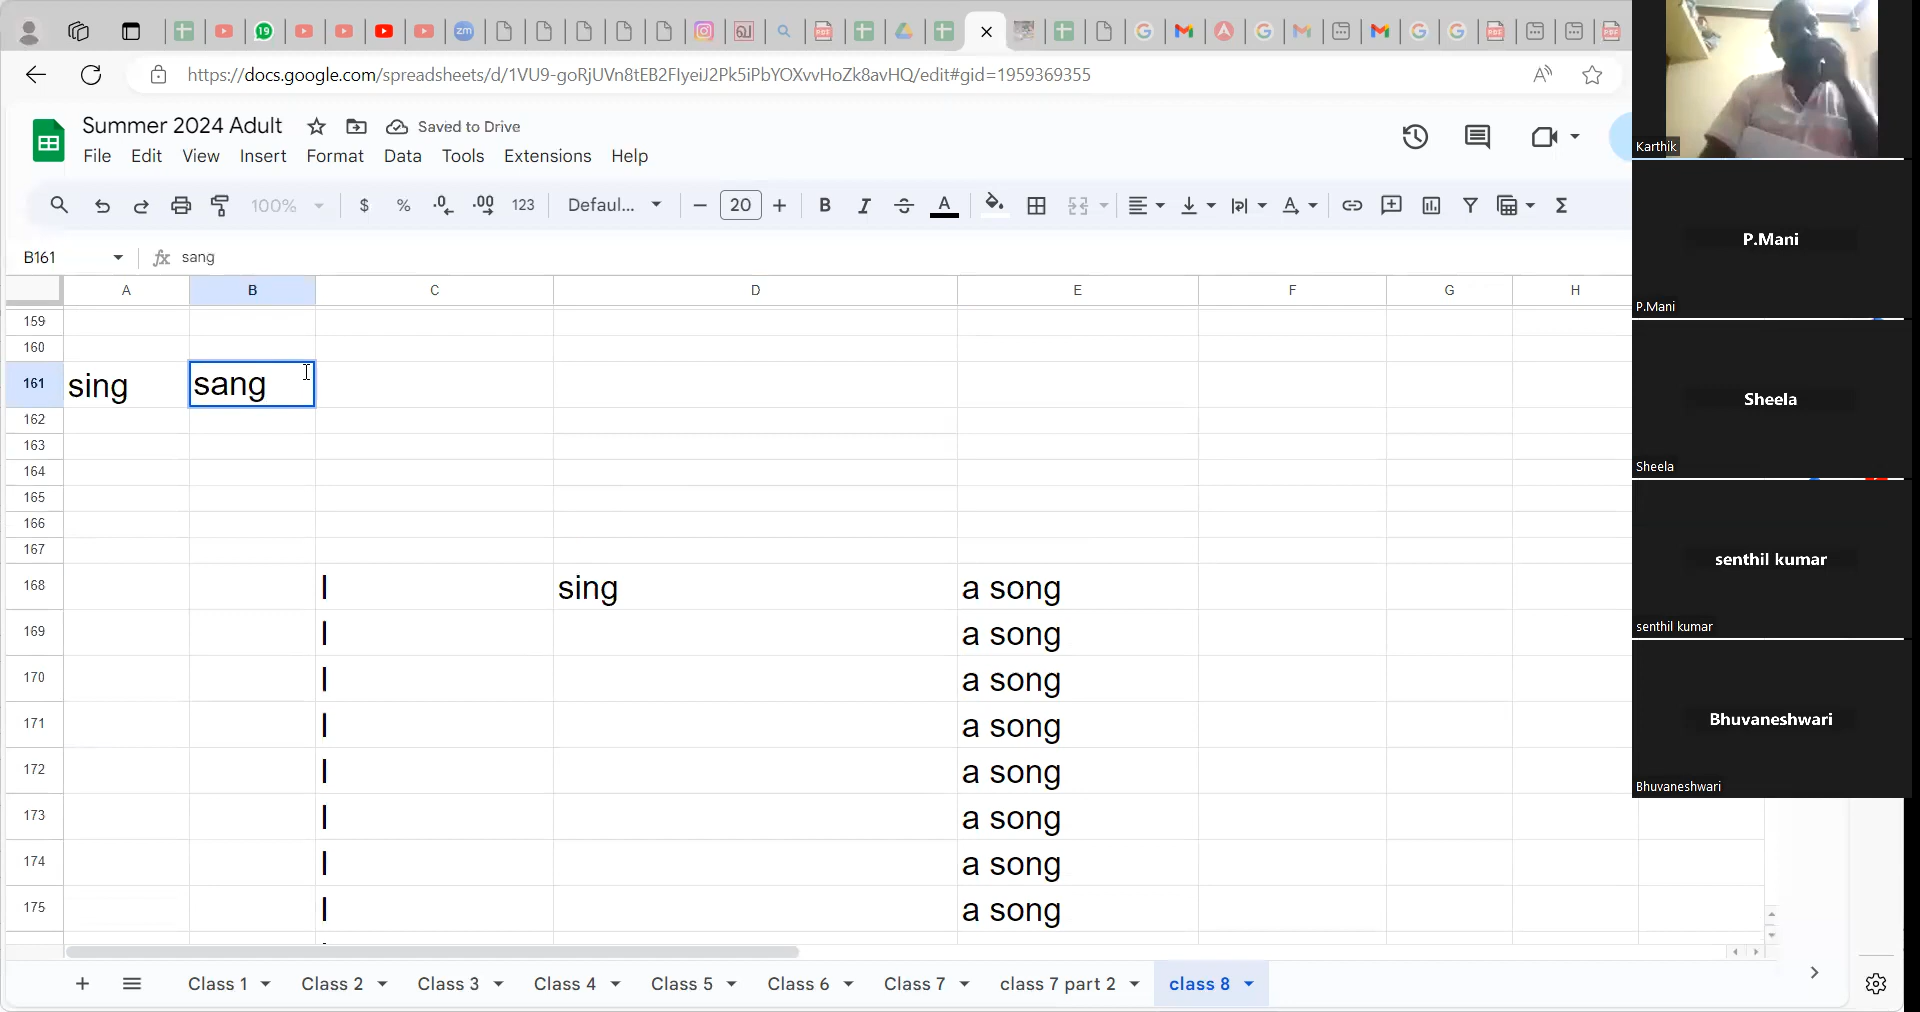 19
zm
https://docs.google.com/spreadsheets/d/1VU9-goRjUVn8tEB2FIyeiJ2Pk5iPbYOXvvHoZk8avHQ/edit#gid=1959369355
Summer 2024 Adult
Saved to Drive
File Edit View Insert Format Data Tools Extensions Help
100% $ % .0 .00 123 Defaul... 20 B I A
B161 fx sang
A B C D E F G H
159
160
161 sing sang
162
163
164
165
166
167
168 I sing a song
169 I a song
170 I a song
171 I a song
172 I a song
173 I a song
174 I a song
175 I a song
Class 1 Class 2 Class 3 Class 4 Class 5 Class 6 Class 7 class 7 part 2 class 8
Karthik
P.Mani
P.Mani
Sheela
Sheela
senthil kumar
senthil kumar
Bhuvaneshwari
Bhuvaneshwari